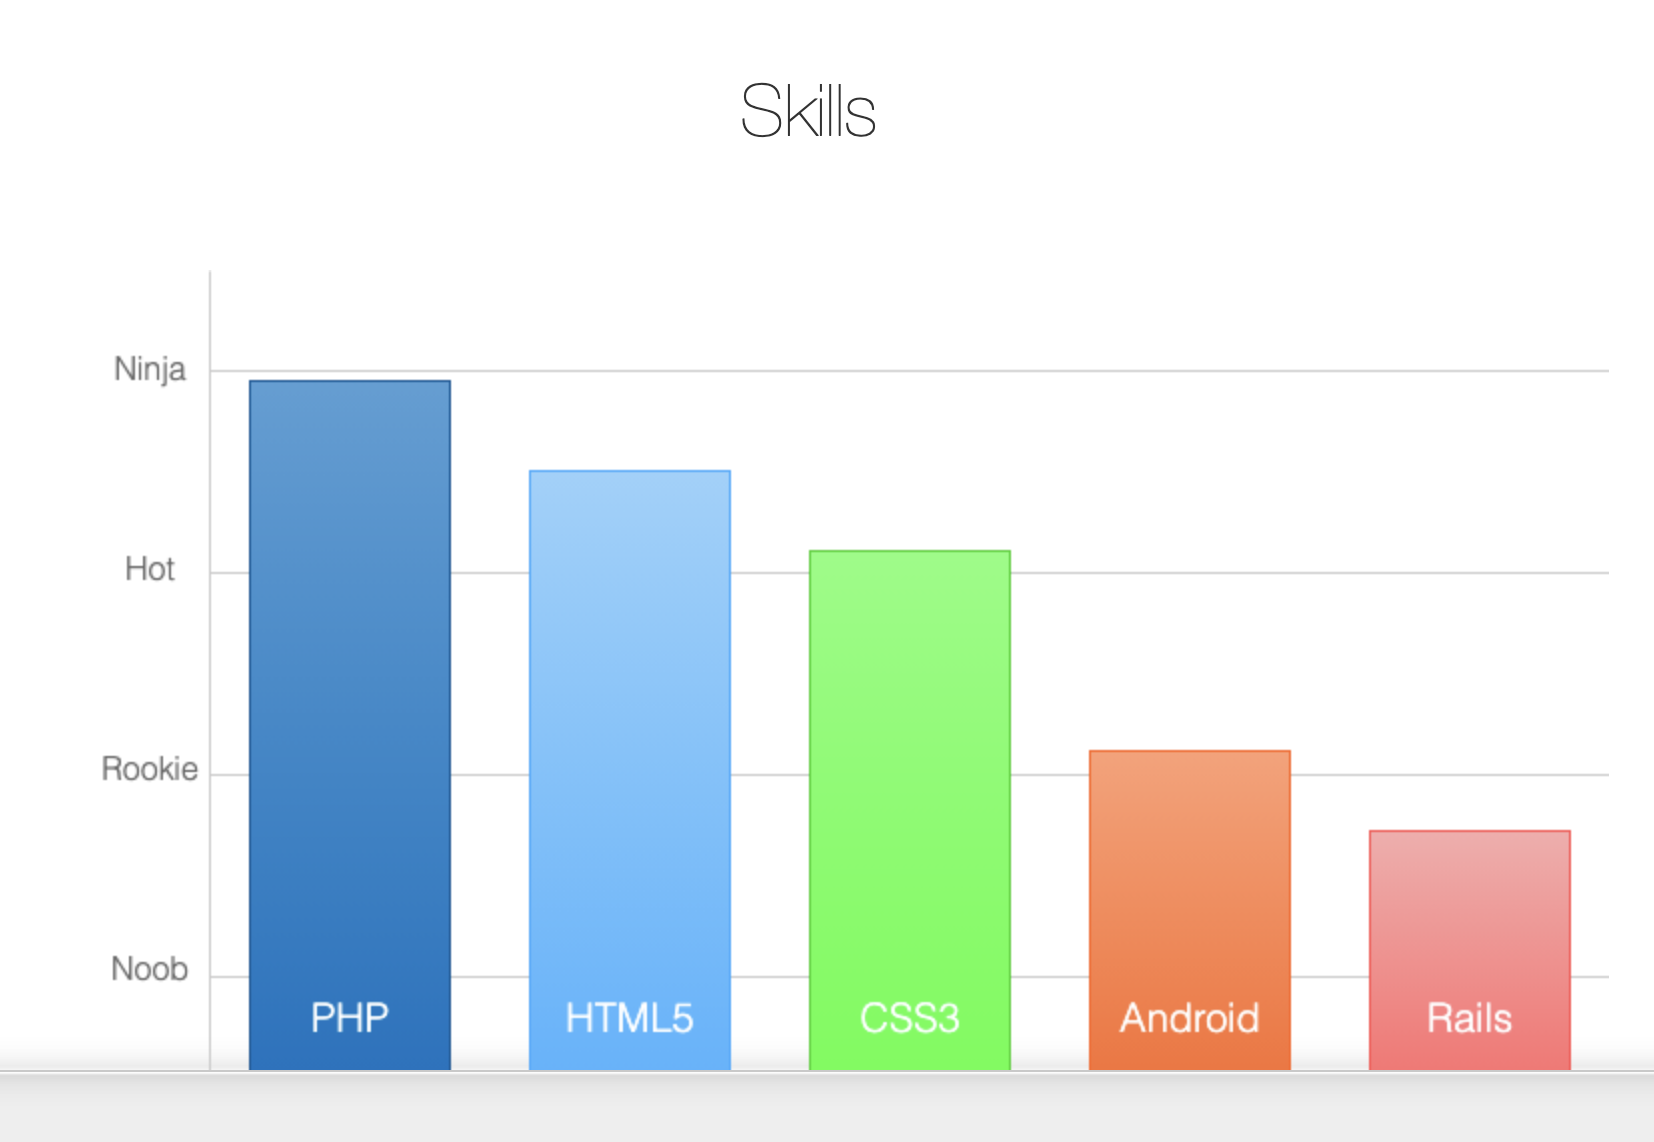 Skills
Ninja
Hot
Rookie
Noob
PHP
HTML5
CSS3
Android
Rails